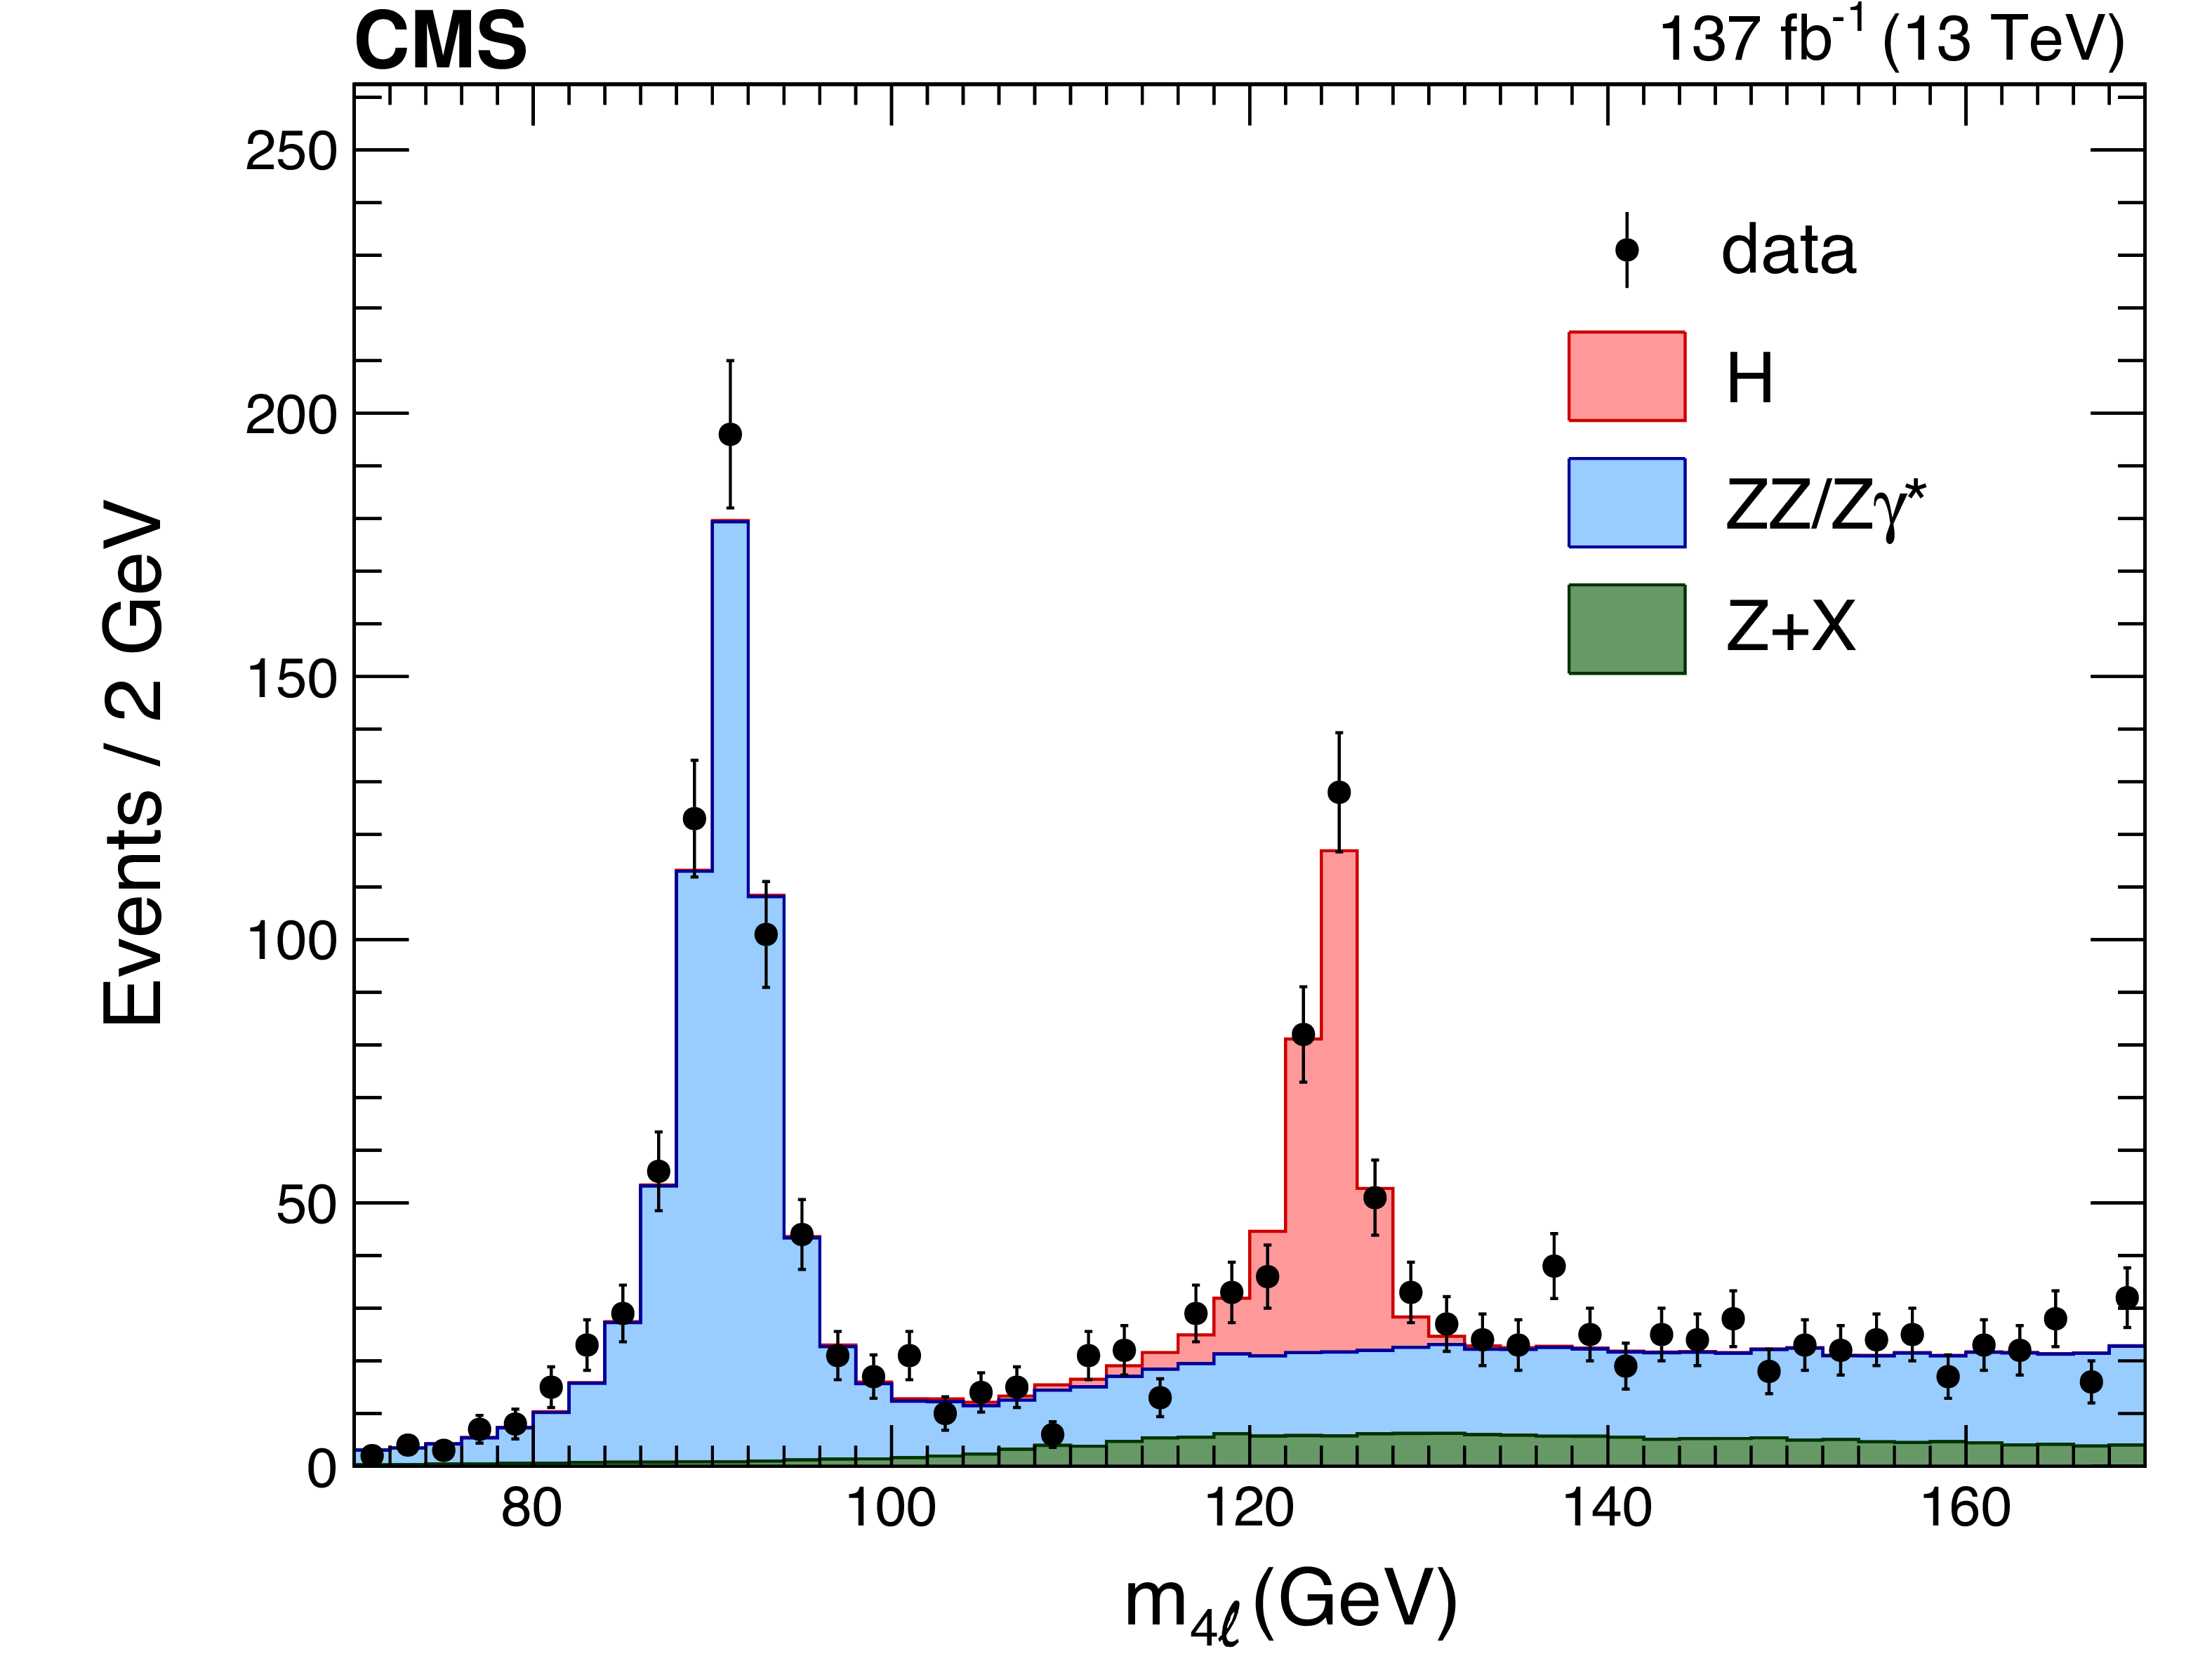 CMS
137 fb⁻¹ (13 TeV)
Events / 2 GeV
250
200
150
100
50
0
data
H
ZZ/Zγ*
Z+X
80 100 120 140 160
m₄ℓ (GeV)